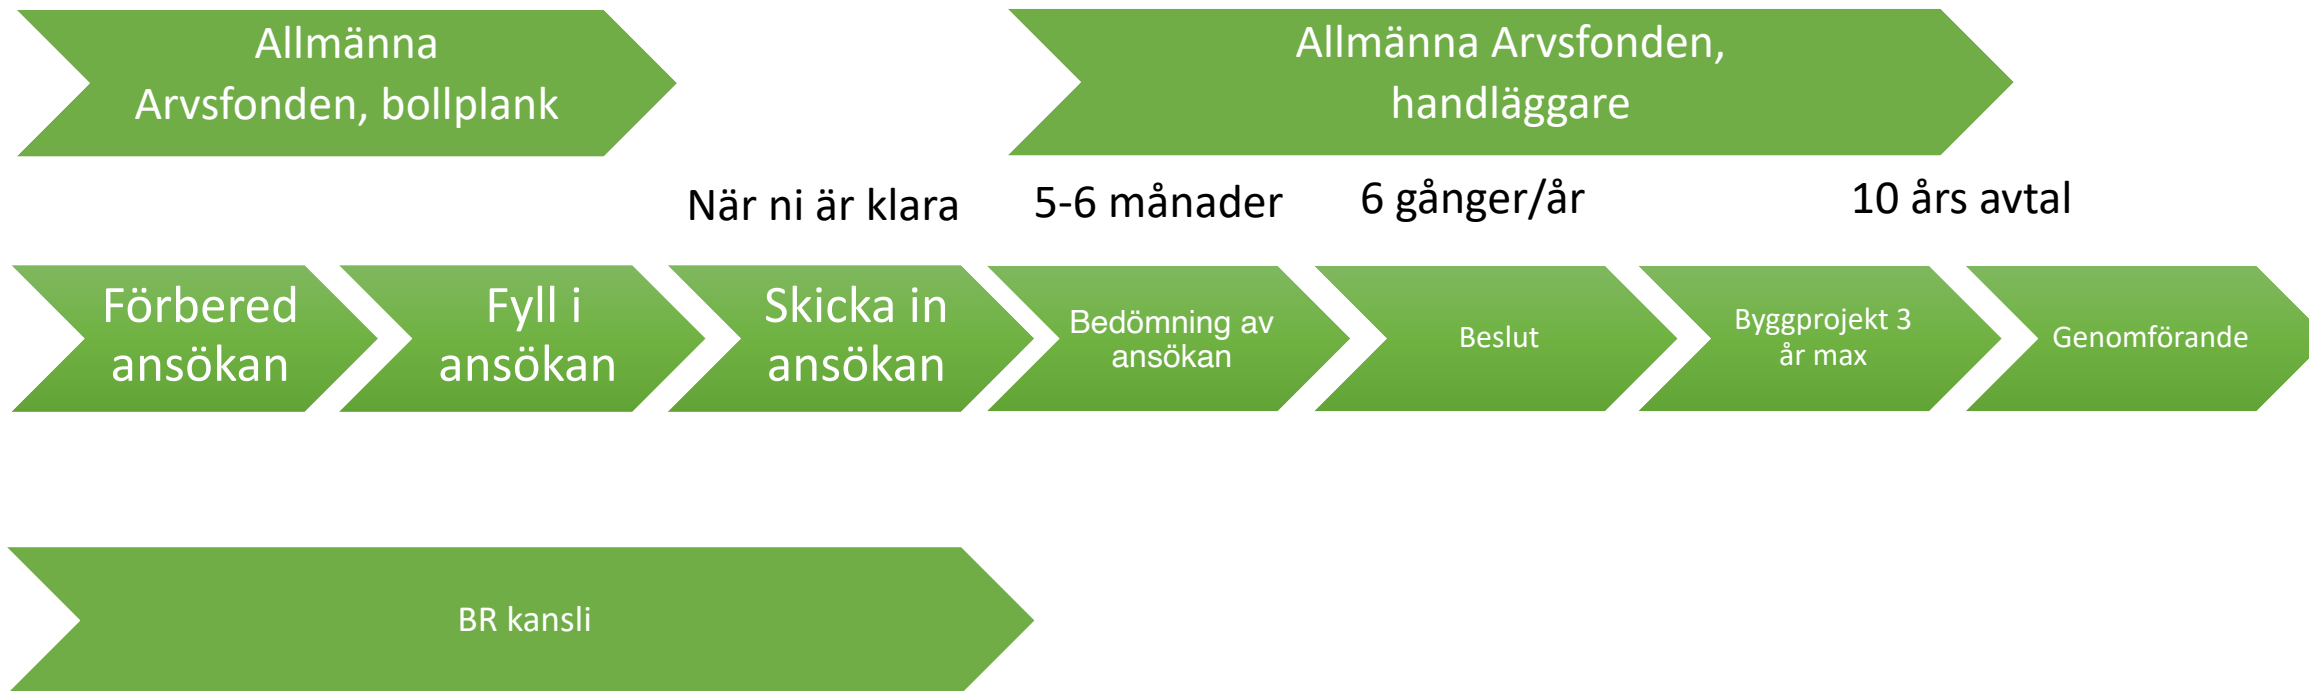 Allmänna
Arvsfonden, bollplank
Allmänna Arvsfonden,
handläggare
När ni är klara
5-6 månader
6 gånger/år
10 års avtal
Förbered
ansökan
Fyll i
ansökan
Skicka in
ansökan
Bedömning av
ansökan
Beslut
Byggprojekt 3
år max
Genomförande
BR kansli